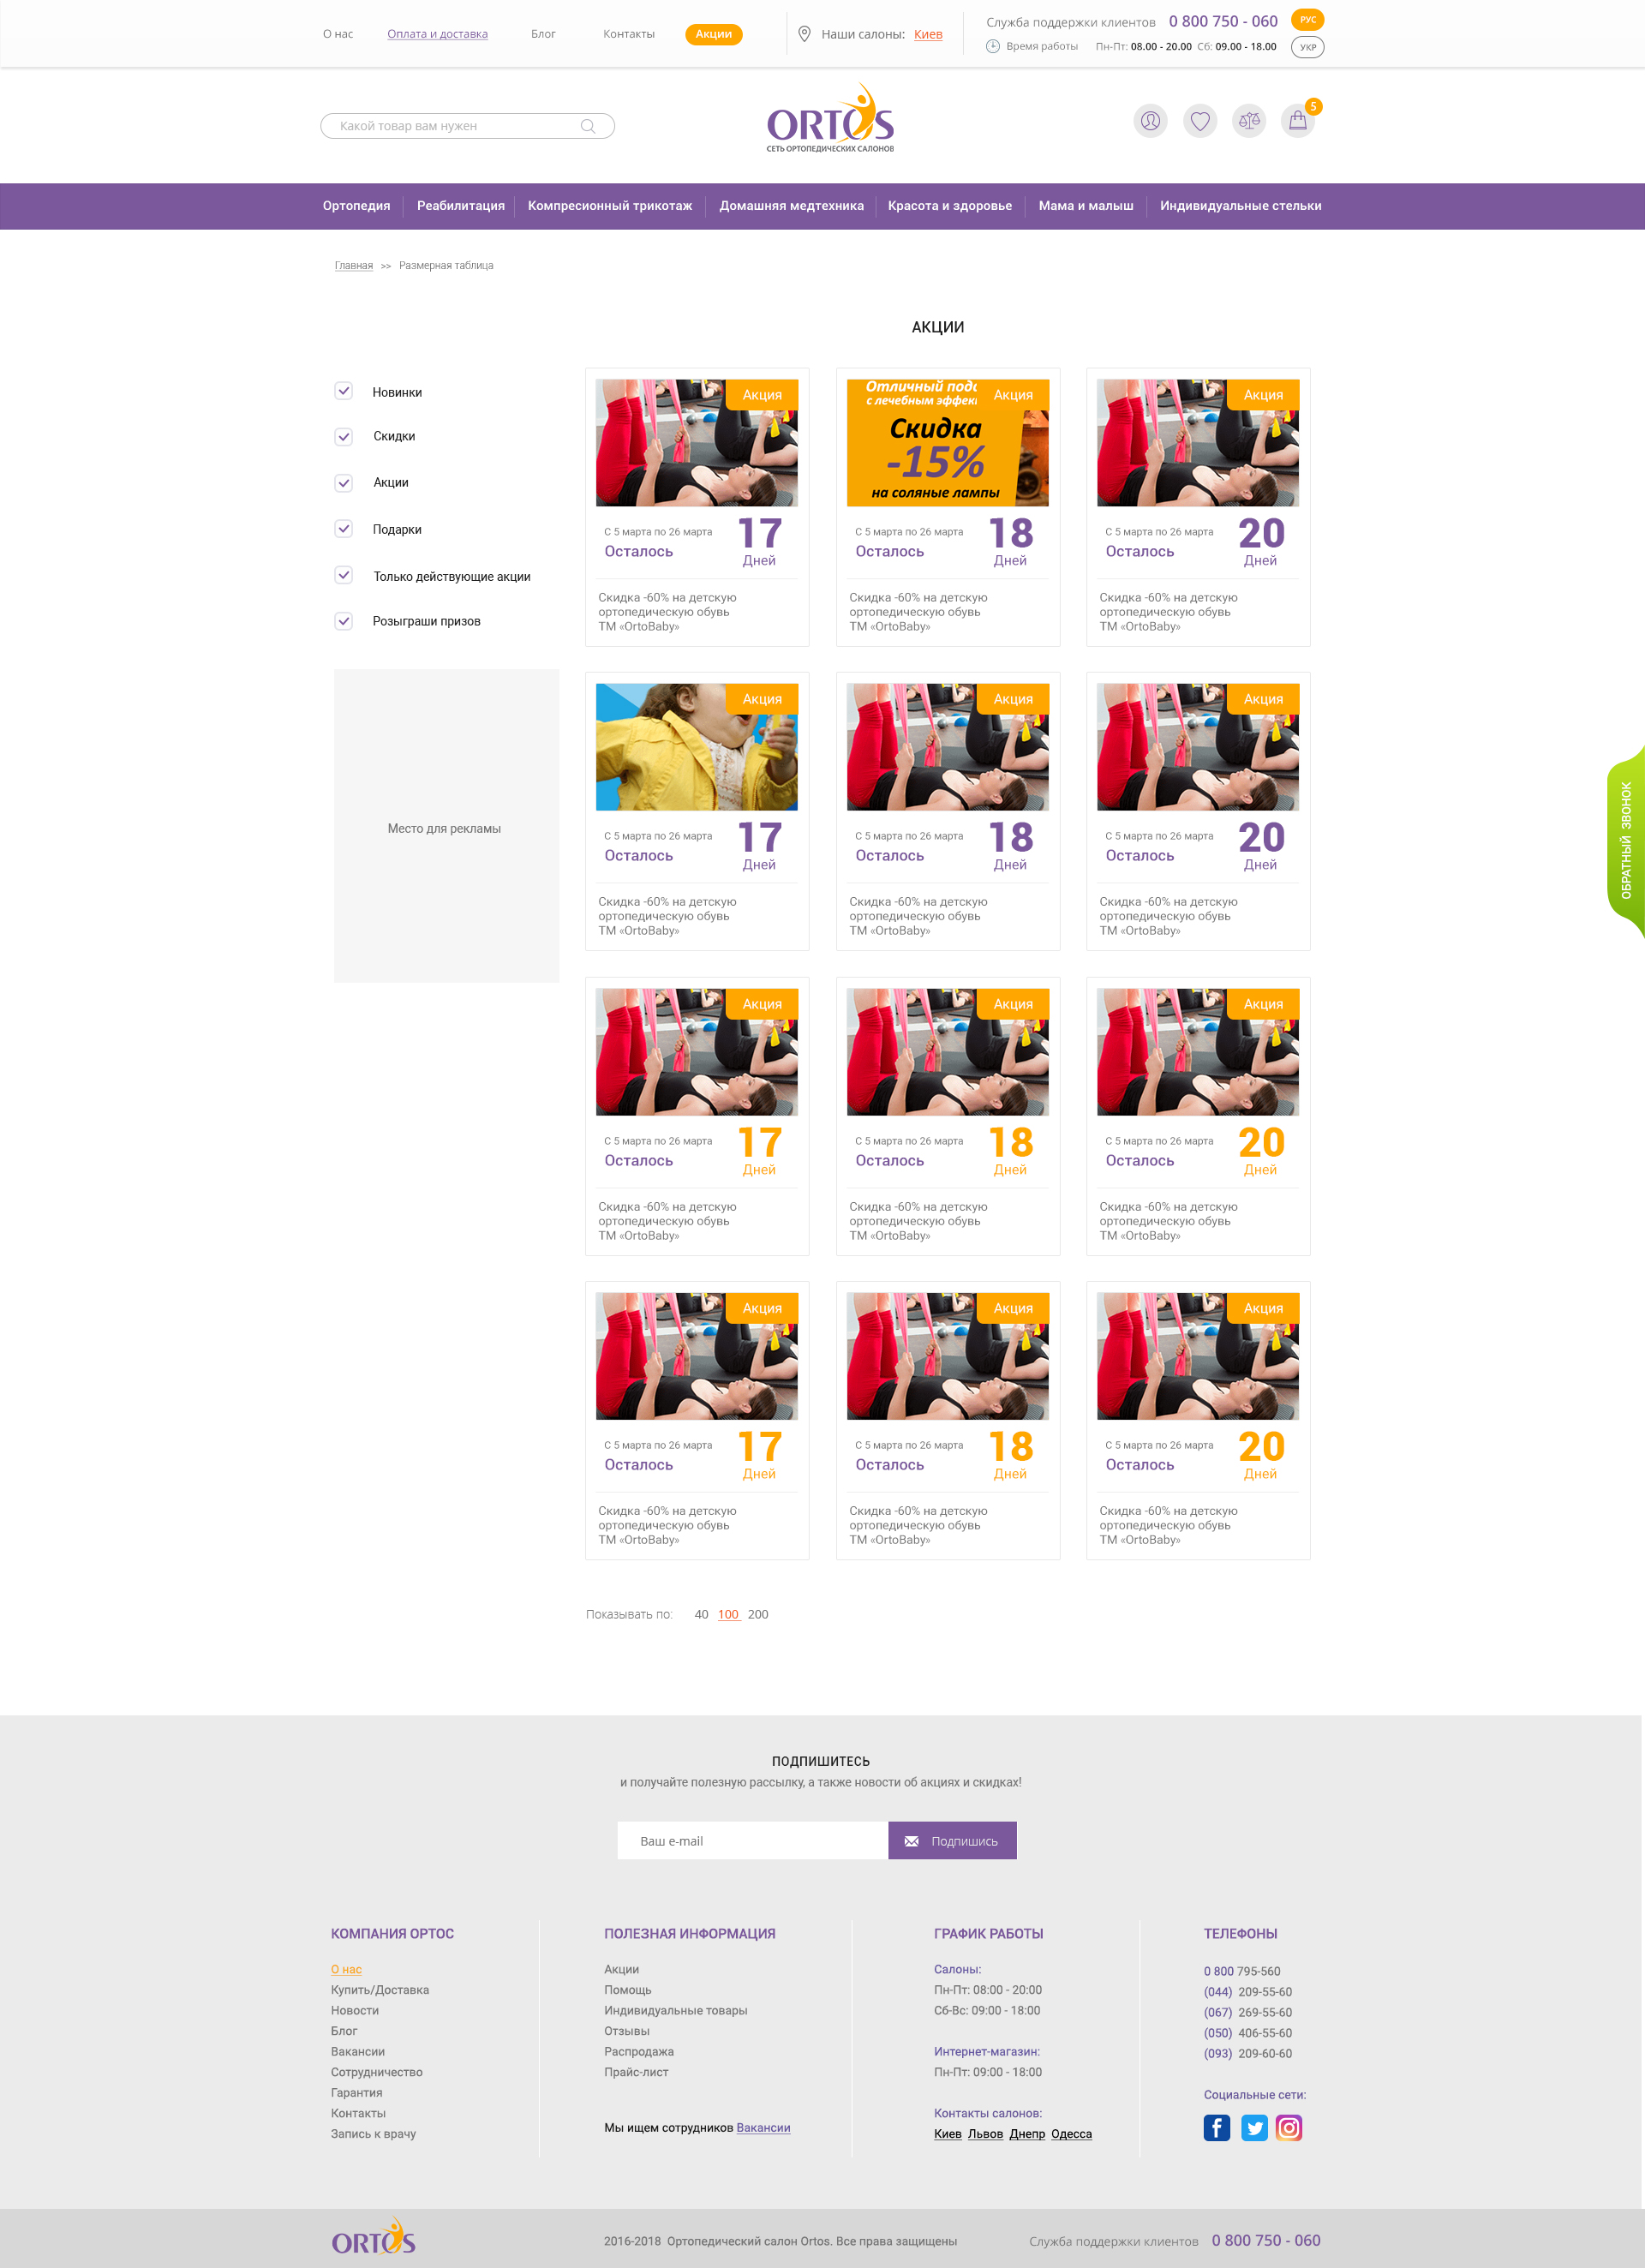 О нас Оплата и доставка Блог Контакты Акции
Наши салоны: Киев
Служба поддержки клиентов 0 800 750 - 060
Время работы Пн-Пт: 08.00 - 20.00 Сб: 09.00 - 18.00
РУС
УКР
Какой товар вам нужен
ORTOS
СЕТЬ ОРТОПЕДИЧЕСКИХ САЛОНОВ
5
Ортопедия Реабилитация Компресионный трикотаж Домашняя медтехника Красота и здоровье Мама и малыш Индивидуальные стельки
Главная >> Размерная таблица
АКЦИИ
Новинки
Скидки
Акции
Подарки
Только действующие акции
Розыграши призов
Место для рекламы
Акция
С 5 марта по 26 марта
Осталось
17
Дней
Скидка -60% на детскую
ортопедическую обувь
ТМ «OrtoBaby»
Отличный
с лечебным
Скидка
-15%
на соляные лампы
Акция
С 5 марта по 26 марта
Осталось
18
Дней
Скидка -60% на детскую
ортопедическую обувь
ТМ «OrtoBaby»
Акция
С 5 марта по 26 марта
Осталось
20
Дней
Скидка -60% на детскую
ортопедическую обувь
ТМ «OrtoBaby»
Акция
С 5 марта по 26 марта
Осталось
17
Дней
Скидка -60% на детскую
ортопедическую обувь
ТМ «OrtoBaby»
Акция
С 5 марта по 26 марта
Осталось
18
Дней
Скидка -60% на детскую
ортопедическую обувь
ТМ «OrtoBaby»
Акция
С 5 марта по 26 марта
Осталось
20
Дней
Скидка -60% на детскую
ортопедическую обувь
ТМ «OrtoBaby»
Акция
С 5 марта по 26 марта
Осталось
17
Дней
Скидка -60% на детскую
ортопедическую обувь
ТМ «OrtoBaby»
Акция
С 5 марта по 26 марта
Осталось
18
Дней
Скидка -60% на детскую
ортопедическую обувь
ТМ «OrtoBaby»
Акция
С 5 марта по 26 марта
Осталось
20
Дней
Скидка -60% на детскую
ортопедическую обувь
ТМ «OrtoBaby»
Акция
С 5 марта по 26 марта
Осталось
17
Дней
Скидка -60% на детскую
ортопедическую обувь
ТМ «OrtoBaby»
Акция
С 5 марта по 26 марта
Осталось
18
Дней
Скидка -60% на детскую
ортопедическую обувь
ТМ «OrtoBaby»
Акция
С 5 марта по 26 марта
Осталось
20
Дней
Скидка -60% на детскую
ортопедическую обувь
ТМ «OrtoBaby»
ОБРАТНЫЙ ЗВОНОК
Показывать по: 40 100 200
ПОДПИШИТЕСЬ
и получайте полезную рассылку, а также новости об акциях и скидках!
Ваш e-mail
Подпишись
КОМПАНИЯ ОРТОС
О нас
Купить/Доставка
Новости
Блог
Вакансии
Сотрудничество
Гарантия
Контакты
Запись к врачу
ПОЛЕЗНАЯ ИНФОРМАЦИЯ
Акции
Помощь
Индивидуальные товары
Отзывы
Распродажа
Прайс-лист
Мы ищем сотрудников Вакансии
ГРАФИК РАБОТЫ
Салоны:
Пн-Пт: 08:00 - 20:00
Сб-Вс: 09:00 - 18:00
Интернет-магазин:
Пн-Пт: 09:00 - 18:00
Контакты салонов:
Киев Львов Днепр Одесса
ТЕЛЕФОНЫ
0 800 795-560
(044) 209-55-60
(067) 269-55-60
(050) 406-55-60
(093) 209-60-60
Социальные сети:
ORTOS
2016-2018 Ортопедический салон Ortos. Все права защищены
Служба поддержки клиентов 0 800 750 - 060